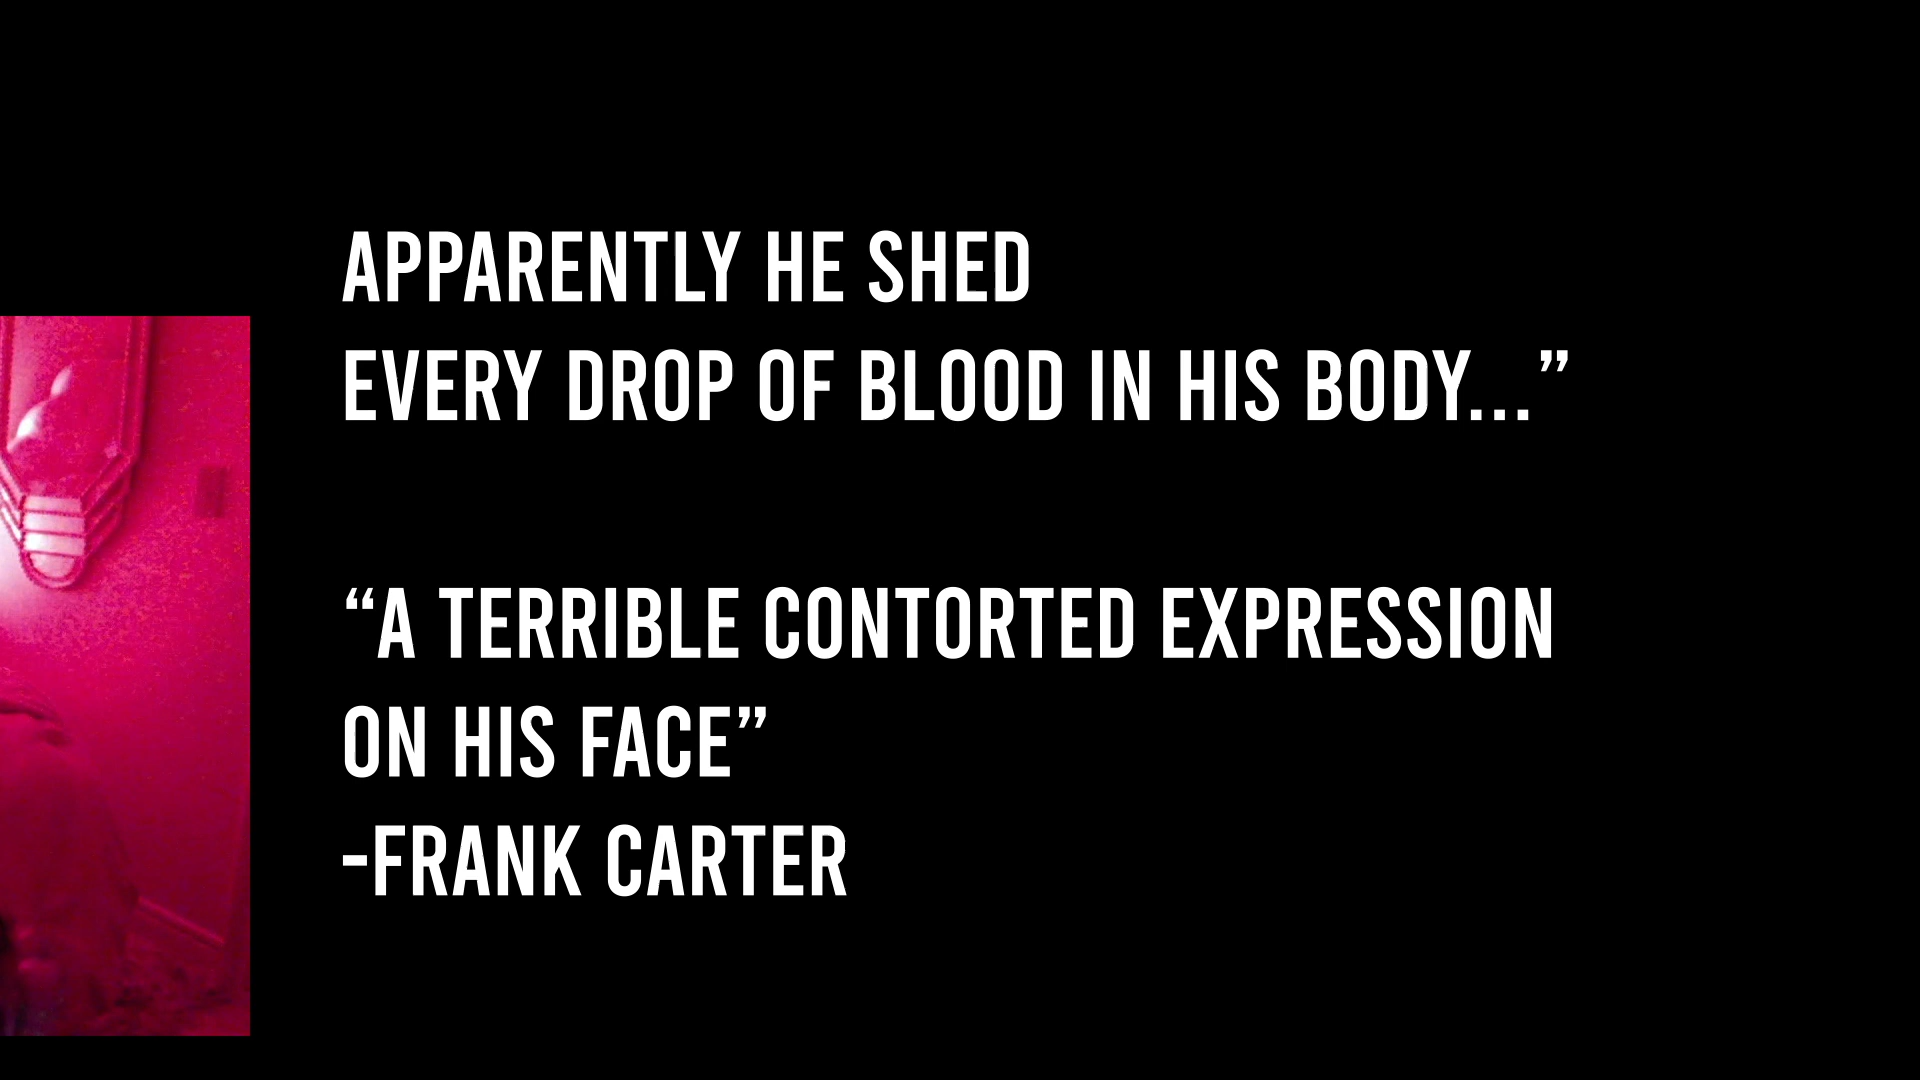 APPARENTLY HE SHED
EVERY DROP OF BLOOD IN HIS BODY...”
“A TERRIBLE CONTORTED EXPRESSION
ON HIS FACE”
-FRANK CARTER